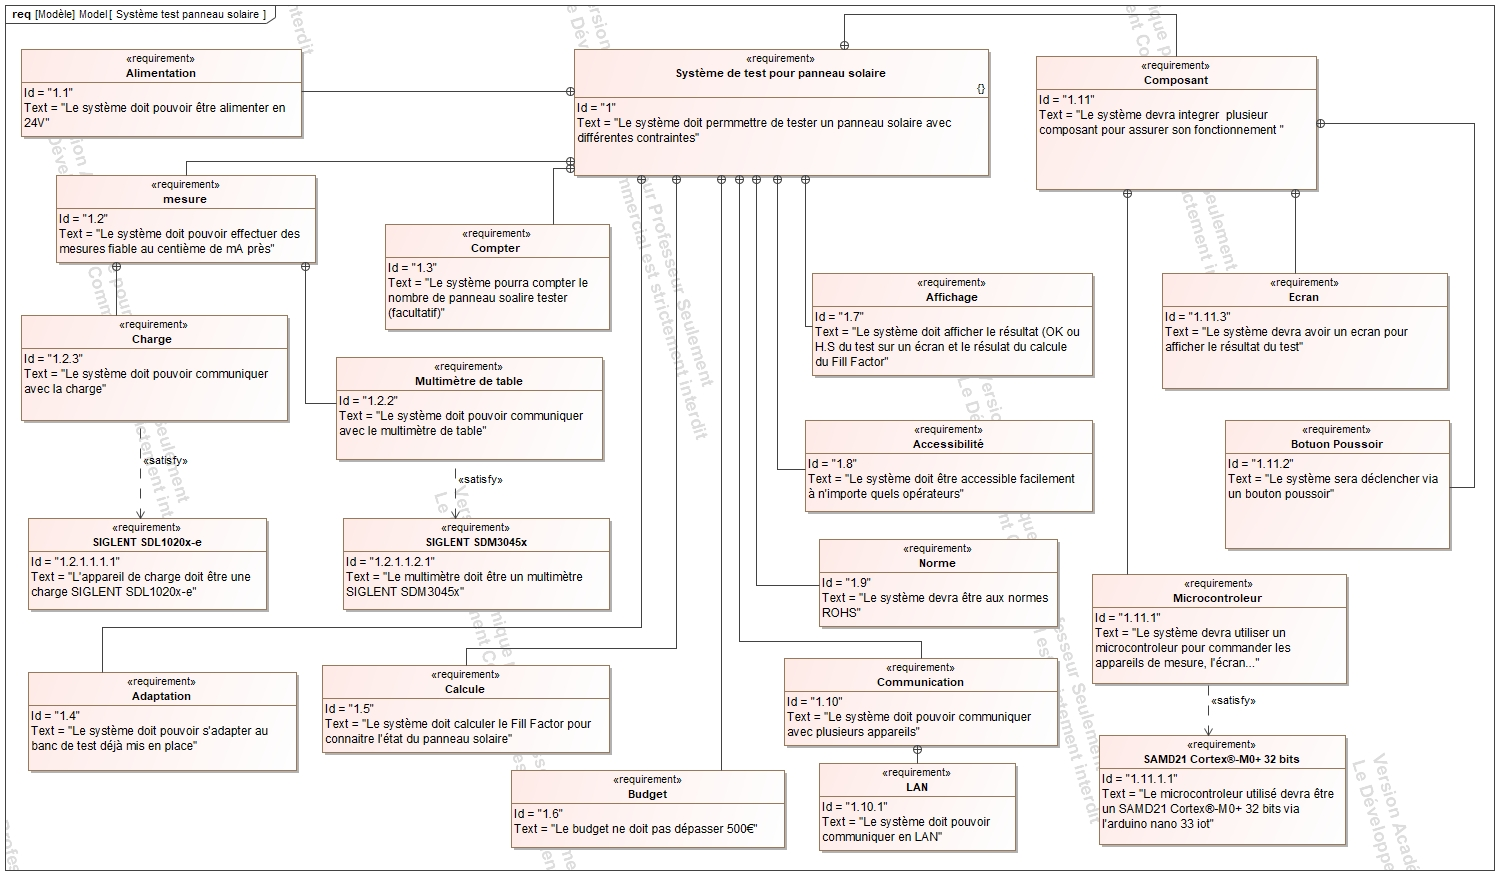 req [Modèle] Model[ Système test panneau solaire ]
«requirement»
Alimentation
Id = "1.1"
Text = "Le système doit pouvoir être alimenter en
24V"
«requirement»
Système de test pour panneau solaire
{}
Id = "1"
Text = "Le système doit permmettre de tester un panneau solaire avec
différentes contraintes"
«requirement»
Composant
Id = "1.11"
Text = "Le système devra integrer plusieur
composant pour assurer son fonctionnement "
«requirement»
mesure
Id = "1.2"
Text = "Le système doit pouvoir effectuer des
mesures fiable au centième de mA près"
«requirement»
Compter
Id = "1.3"
Text = "Le système pourra compter le
nombre de panneau soalire tester
(facultatif)"
«requirement»
Affichage
Id = "1.7"
Text = "Le système doit afficher le résultat (OK ou
H.S du test sur un écran et le résulat du calcule
du Fill Factor"
«requirement»
Ecran
Id = "1.11.3"
Text = "Le système devra avoir un ecran pour
afficher le résultat du test"
«requirement»
Charge
Id = "1.2.3"
Text = "Le système doit pouvoir communiquer
avec la charge"
«requirement»
Multimètre de table
Id = "1.2.2"
Text = "Le système doit pouvoir communiquer
avec le multimètre de table"
«requirement»
Accessibilité
Id = "1.8"
Text = "Le système doit être accessible facilement
à n'importe quels opérateurs"
«requirement»
Botuon Poussoir
Id = "1.11.2"
Text = "Le système sera déclencher via
un bouton poussoir"
«satisfy»
«satisfy»
«requirement»
SIGLENT SDL1020x-e
Id = "1.2.1.1.1.1"
Text = "L'appareil de charge doit être une
charge SIGLENT SDL1020x-e"
«requirement»
SIGLENT SDM3045x
Id = "1.2.1.1.2.1"
Text = "Le multimètre doit être un multimètre
SIGLENT SDM3045x"
«requirement»
Norme
Id = "1.9"
Text = "Le système devra être aux normes
ROHS"
«requirement»
Microcontroleur
Id = "1.11.1"
Text = "Le système devra utiliser un
microcontroleur pour commander les
appareils de mesure, l'écran..."
«requirement»
Adaptation
Id = "1.4"
Text = "Le système doit pouvoir s'adapter au
banc de test déjà mis en place"
«requirement»
Calcule
Id = "1.5"
Text = "Le système doit calculer le Fill Factor pour
connaitre l'état du panneau solaire"
«requirement»
Communication
Id = "1.10"
Text = "Le système doit pouvoir communiquer
avec plusieurs appareils"
«satisfy»
«requirement»
SAMD21 Cortex®-M0+ 32 bits
Id = "1.11.1.1"
Text = "Le microcontroleur utilisé devra être
un SAMD21 Cortex®-M0+ 32 bits via
l'arduino nano 33 iot"
«requirement»
Budget
Id = "1.6"
Text = "Le budget ne doit pas dépasser 500€"
«requirement»
LAN
Id = "1.10.1"
Text = "Le système doit pouvoir
communiquer en LAN"